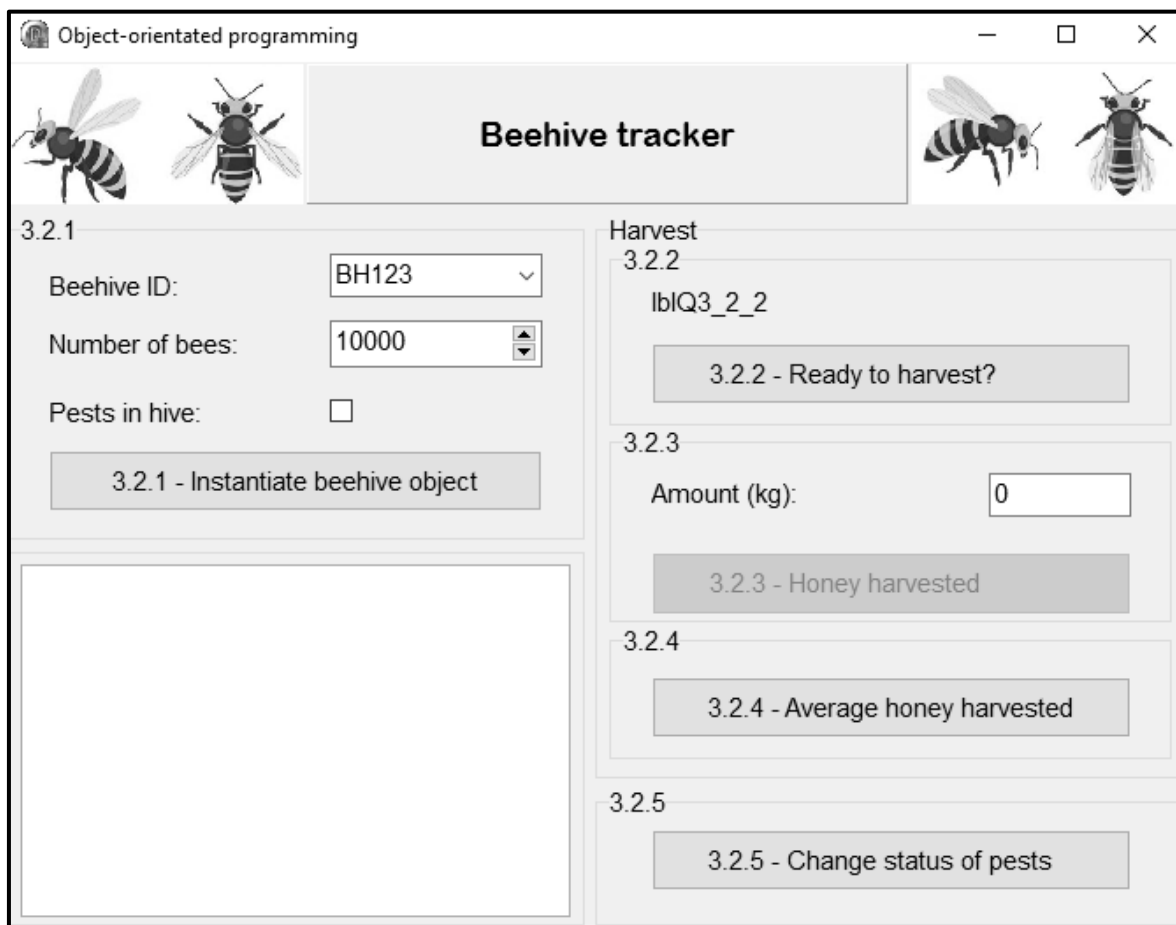 Object-orientated programming
Beehive tracker
3.2.1
Beehive ID:
BH123
Number of bees:
10000
Pests in hive:
3.2.1 - Instantiate beehive object
Harvest
3.2.2
lblQ3_2_2
3.2.2 - Ready to harvest?
3.2.3
Amount (kg):
0
3.2.3 - Honey harvested
3.2.4
3.2.4 - Average honey harvested
3.2.5
3.2.5 - Change status of pests